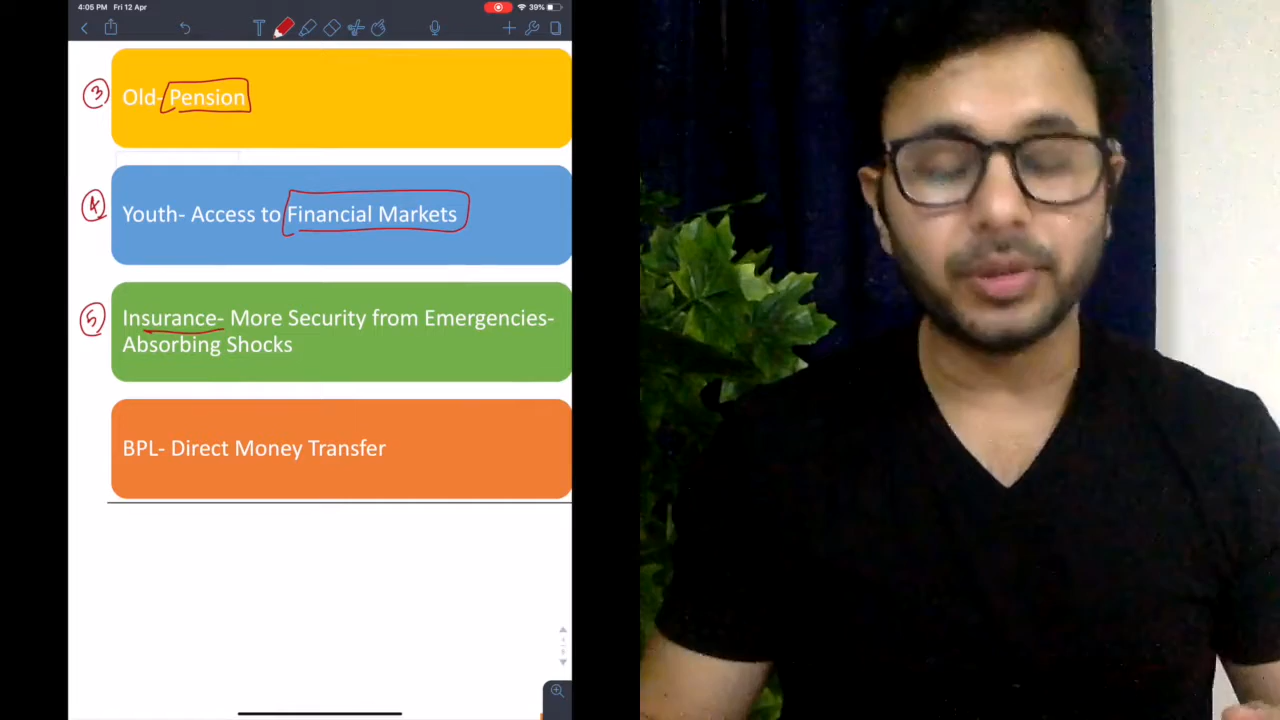 4:05 PM Fri 12 Apr
39%
T
3 Old- Pension
4 Youth- Access to Financial Markets
5 Insurance- More Security from Emergencies-
Absorbing Shocks
BPL- Direct Money Transfer